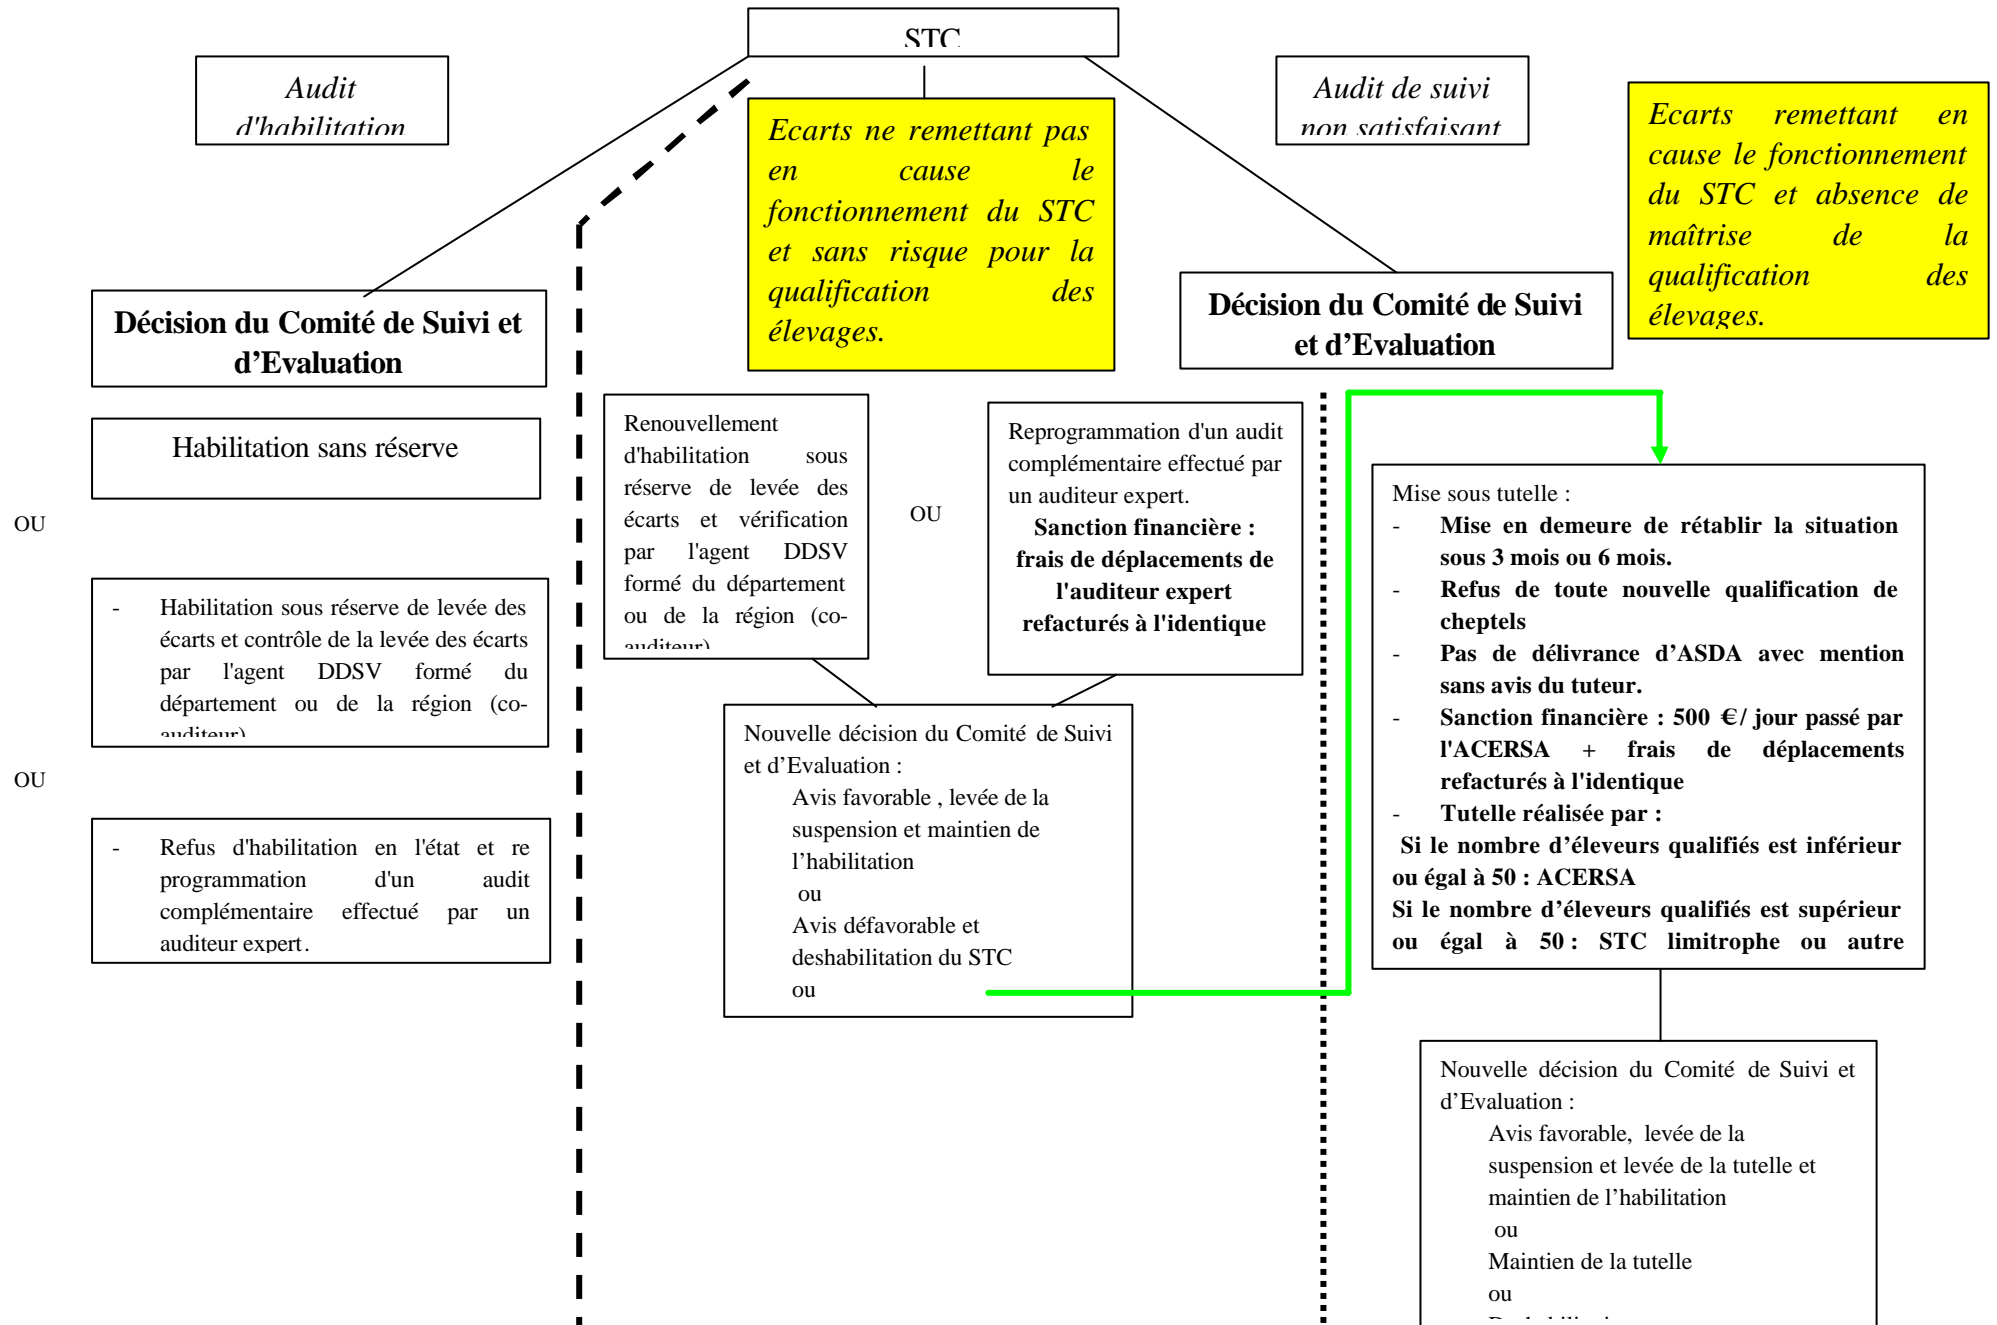 STC
Audit
d'habilitation
Ecarts ne remettant pas
en cause le
fonctionnement du STC
et sans risque pour la
qualification des
élevages.
Audit de suivi
non satisfaisant
Ecarts remettant en
cause le fonctionnement
du STC et absence de
maîtrise de la
qualification des
élevages.
Décision du Comité de Suivi et
d’Evaluation
Décision du Comité de Suivi
et d’Evaluation
Habilitation sans réserve
OU
- Habilitation sous réserve de levée des
écarts et contrôle de la levée des écarts
par l'agent DDSV formé du
département ou de la région (co-
auditeur)
OU
- Refus d'habilitation en l'état et re
programmation d'un audit
complémentaire effectué par un
auditeur expert.
Renouvellement
d'habilitation sous
réserve de levée des
écarts et vérification
par l'agent DDSV
formé du département
ou de la région (co-
auditeur)
OU
Reprogrammation d'un audit
complémentaire effectué par
un auditeur expert.
Sanction financière :
frais de déplacements de
l'auditeur expert
refacturés à l'identique
Nouvelle décision du Comité de Suivi
et d’Evaluation :
Avis favorable , levée de la
suspension et maintien de
l’habilitation
ou
Avis défavorable et
deshabilitation du STC
ou
Mise sous tutelle :
- Mise en demeure de rétablir la situation
sous 3 mois ou 6 mois.
- Refus de toute nouvelle qualification de
cheptels
- Pas de délivrance d’ASDA avec mention
sans avis du tuteur.
- Sanction financière : 500 €/ jour passé par
l'ACERSA + frais de déplacements
refacturés à l'identique
- Tutelle réalisée par :
Si le nombre d’éleveurs qualifiés est inférieur
ou égal à 50 : ACERSA
Si le nombre d’éleveurs qualifiés est supérieur
ou égal à 50 : STC limitrophe ou autre
Nouvelle décision du Comité de Suivi et
d’Evaluation :
Avis favorable, levée de la
suspension et levée de la tutelle et
maintien de l’habilitation
ou
Maintien de la tutelle
ou